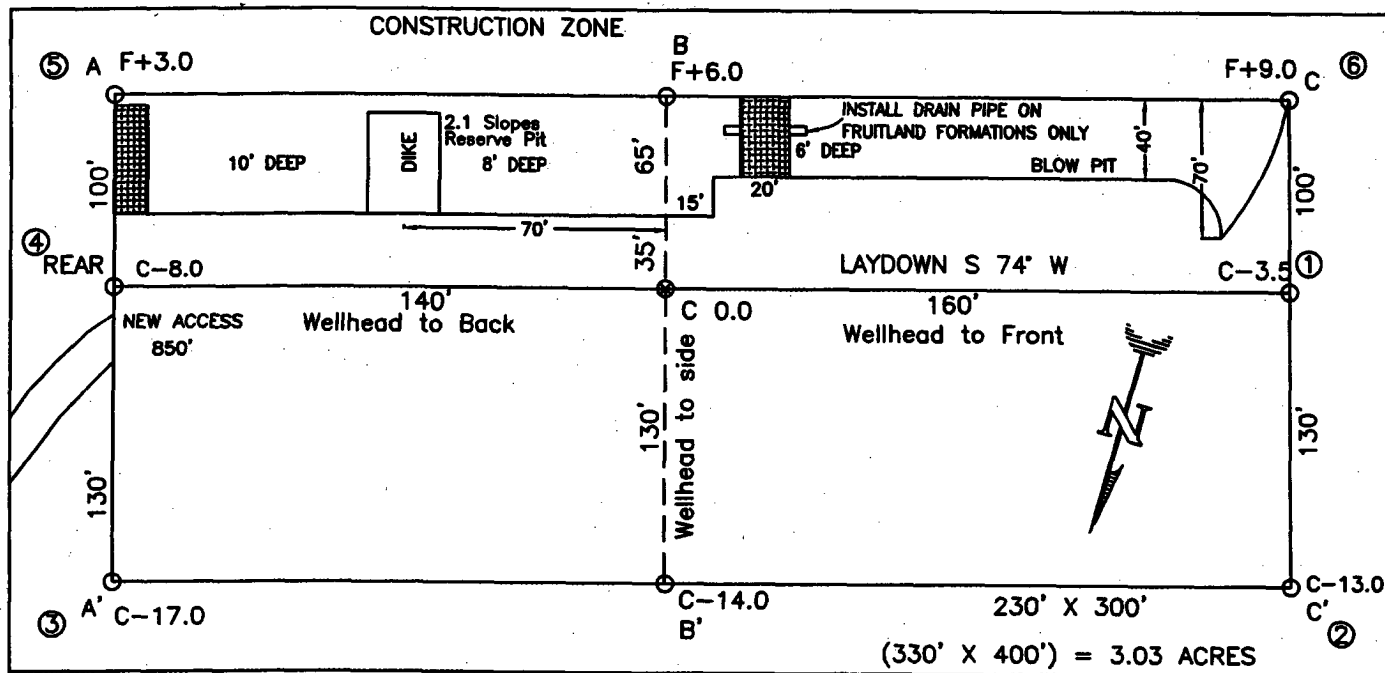 CONSTRUCTION ZONE
5 A F+3.0
B
F+6.0
F+9.0 C 6
INSTALL DRAIN PIPE ON
FRUITLAND FORMATIONS ONLY
2.1 Slopes
Reserve Pit
10' DEEP
DIKE
8' DEEP
6' DEEP
BLOW PIT
100'
65'
40'
70'
100'
15'
20'
70'
35'
4
REAR
C-8.0
LAYDOWN S 74° W
C-3.5 1
140'
C 0.0
160'
NEW ACCESS
850'
Wellhead to Back
Wellhead to Front
Wellhead to side
N
130'
130'
130'
A'
3 C-17.0
C-14.0
B'
C-13.0
C'
2
230' X 300'
(330' X 400') = 3.03 ACRES